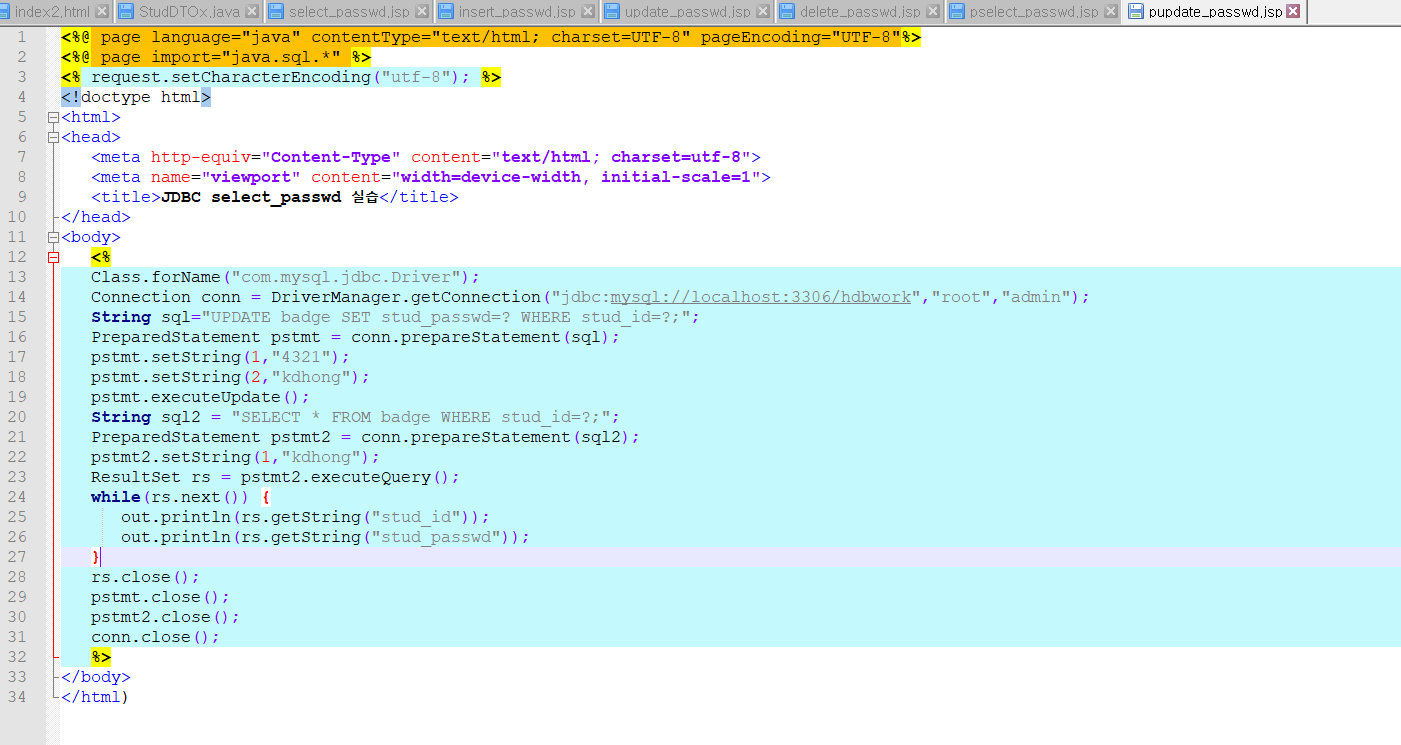 index2.html StudDTOx.java select_passwd.jsp insert_passwd.jsp update_passwd.jsp delete_passwd.jsp pselect_passwd.jsp pupdate_passwd.jsp
1 <%@ page language="java" contentType="text/html; charset=UTF-8" pageEncoding="UTF-8"%>
2 <%@ page import="java.sql.*" %>
3 <% request.setCharacterEncoding("utf-8"); %>
4 <!doctype html>
5 <html>
6 <head>
7 <meta http-equiv="Content-Type" content="text/html; charset=utf-8">
8 <meta name="viewport" content="width=device-width, initial-scale=1">
9 <title>JDBC select_passwd 실습</title>
10 </head>
11 <body>
12 <%
13 Class.forName("com.mysql.jdbc.Driver");
14 Connection conn = DriverManager.getConnection("jdbc:mysql://localhost:3306/hdbwork","root","admin");
15 String sql="UPDATE badge SET stud_passwd=? WHERE stud_id=?;";
16 PreparedStatement pstmt = conn.prepareStatement(sql);
17 pstmt.setString(1,"4321");
18 pstmt.setString(2,"kdhong");
19 pstmt.executeUpdate();
20 String sql2 = "SELECT * FROM badge WHERE stud_id=?;";
21 PreparedStatement pstmt2 = conn.prepareStatement(sql2);
22 pstmt2.setString(1,"kdhong");
23 ResultSet rs = pstmt2.executeQuery();
24 while(rs.next()) {
25 out.println(rs.getString("stud_id"));
26 out.println(rs.getString("stud_passwd"));
27 }
28 rs.close();
29 pstmt.close();
30 pstmt2.close();
31 conn.close();
32 %>
33 </body>
34 </html)